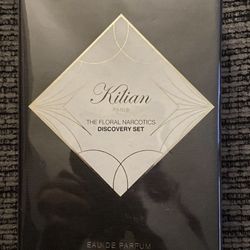 Kilian
PARIS
THE FLORAL NARCOTICS
DISCOVERY SET
EAU DE PARFUM